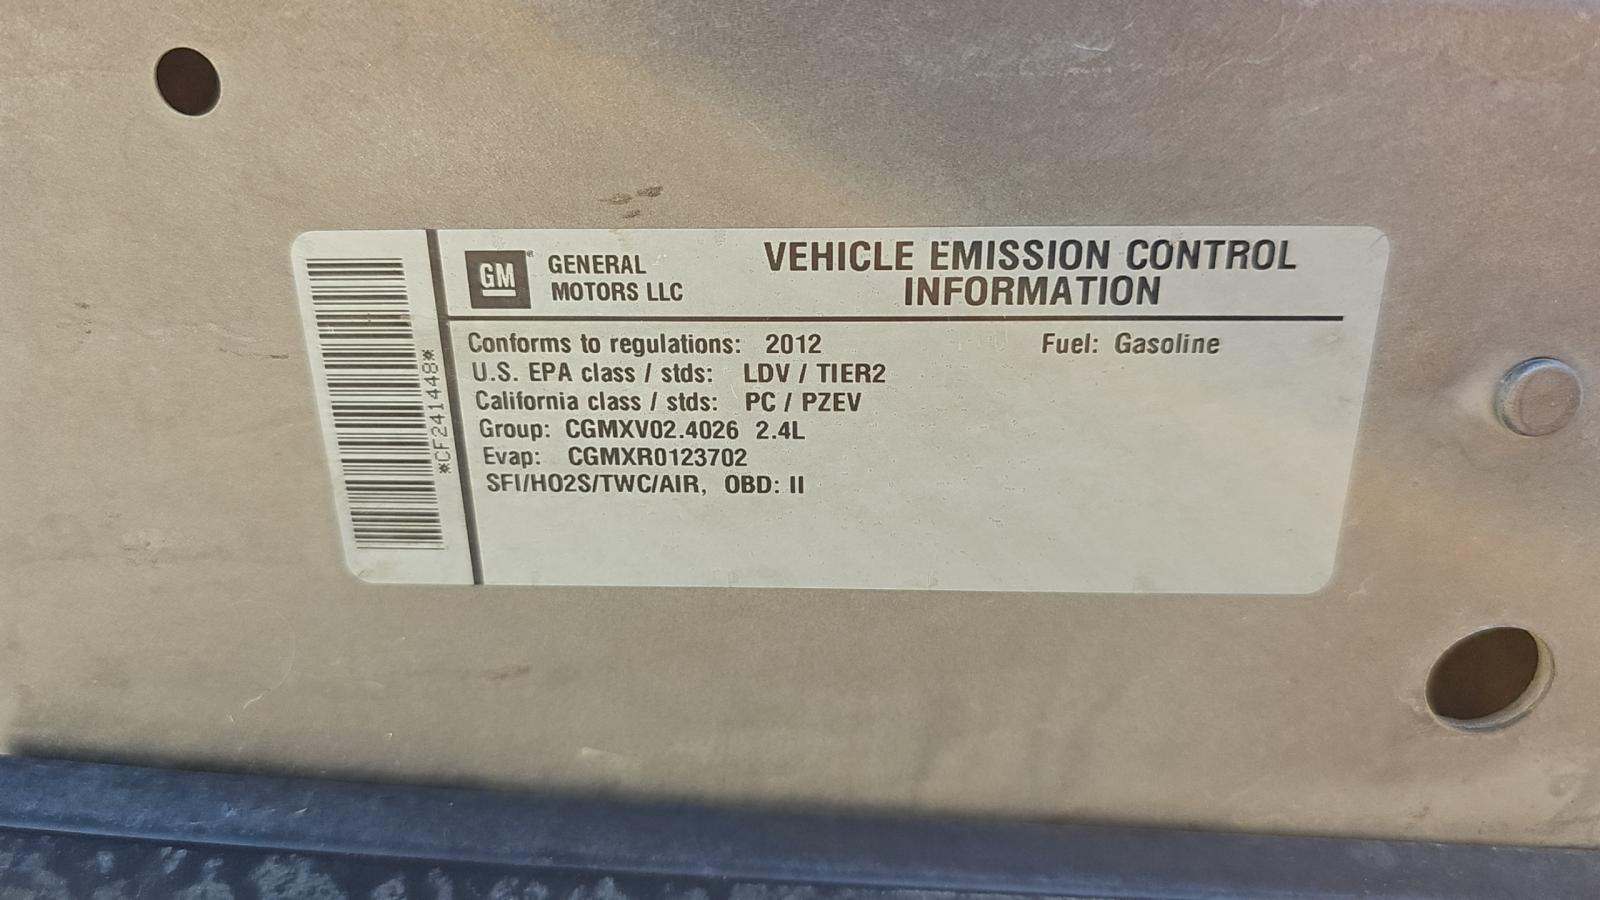 GM
GENERAL
MOTORS LLC
VEHICLE EMISSION CONTROL
INFORMATION
Conforms to regulations: 2012 Fuel: Gasoline
U.S. EPA class / stds: LDV / TIER2
California class / stds: PC / PZEV
Group: CGMXV02.4026 2.4L
Evap: CGMXR0123702
SFI/HO2S/TWC/AIR, OBD: II
*CF241448*